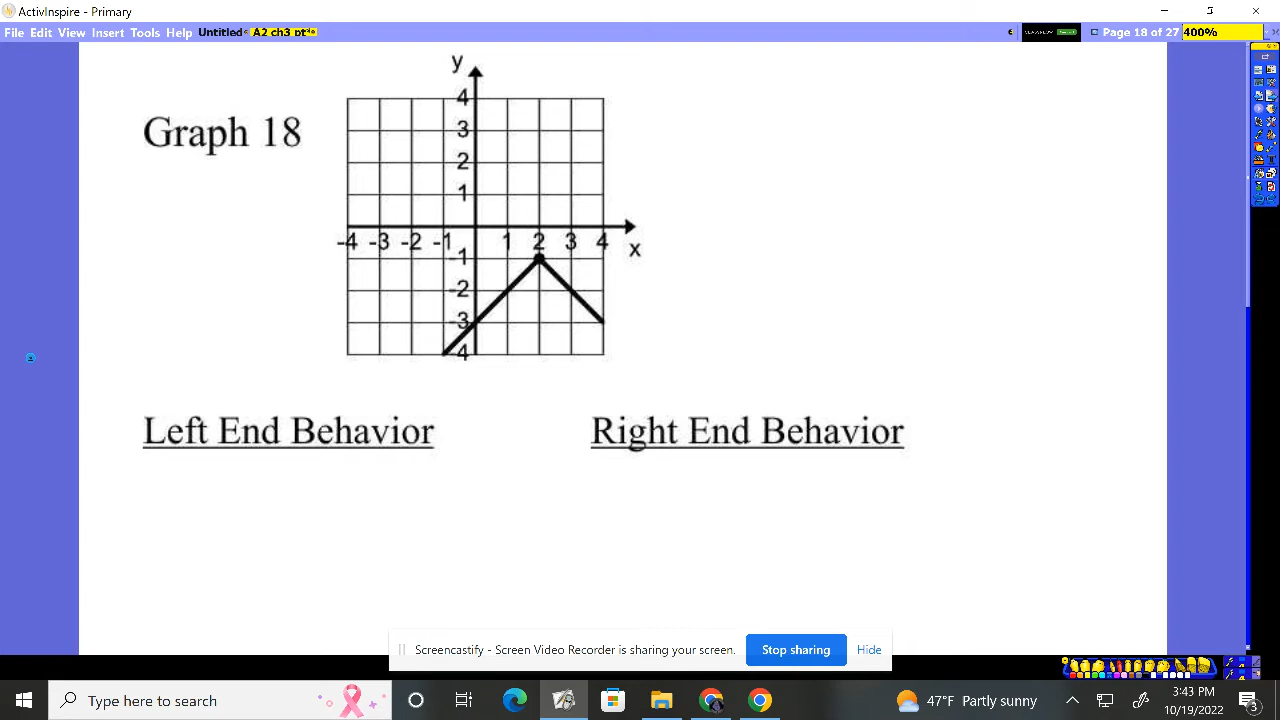 ActivInspire - Primary
File Edit View Insert Tools Help Untitled* A2 ch3 pt*
Page 18 of 27 400%
y
4
Graph 18
3
2
1
-4 -3 -2 -1 1 2 3 4
x
-1
-2
-3
-4
Left End Behavior Right End Behavior
Screencastify - Screen Video Recorder is sharing your screen. Stop sharing Hide
Type here to search
47°F Partly sunny
3:43 PM
10/19/2022
3